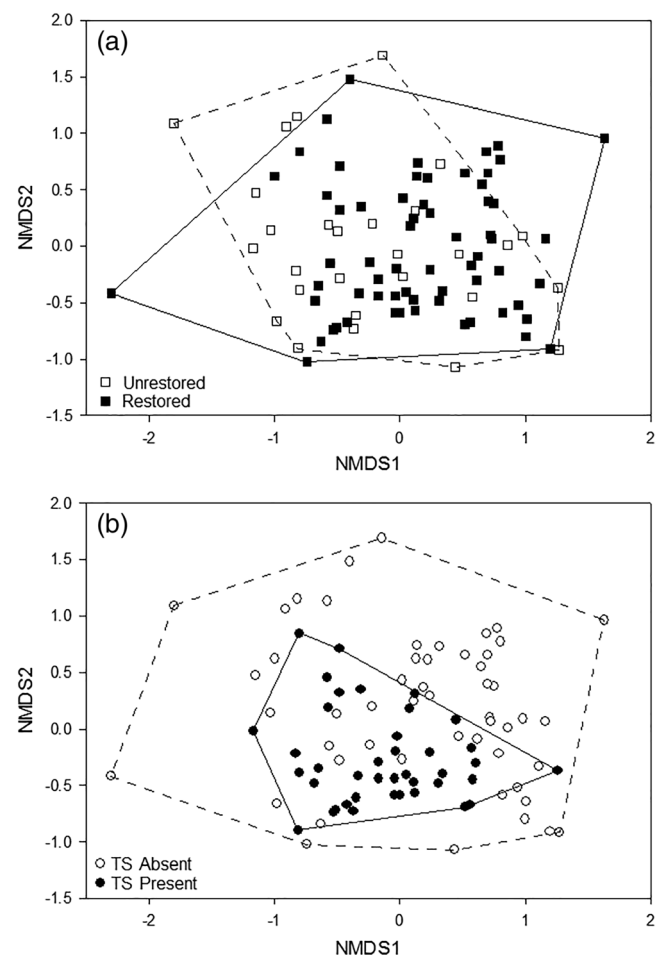 (a)
2.0
1.5
1.0
0.5
0.0
-0.5
-1.0
-1.5
NMDS2
Unrestored
Restored
-2 -1 0 1 2
NMDS1
(b)
2.0
1.5
1.0
0.5
0.0
-0.5
-1.0
-1.5
NMDS2
TS Absent
TS Present
-2 -1 0 1 2
NMDS1